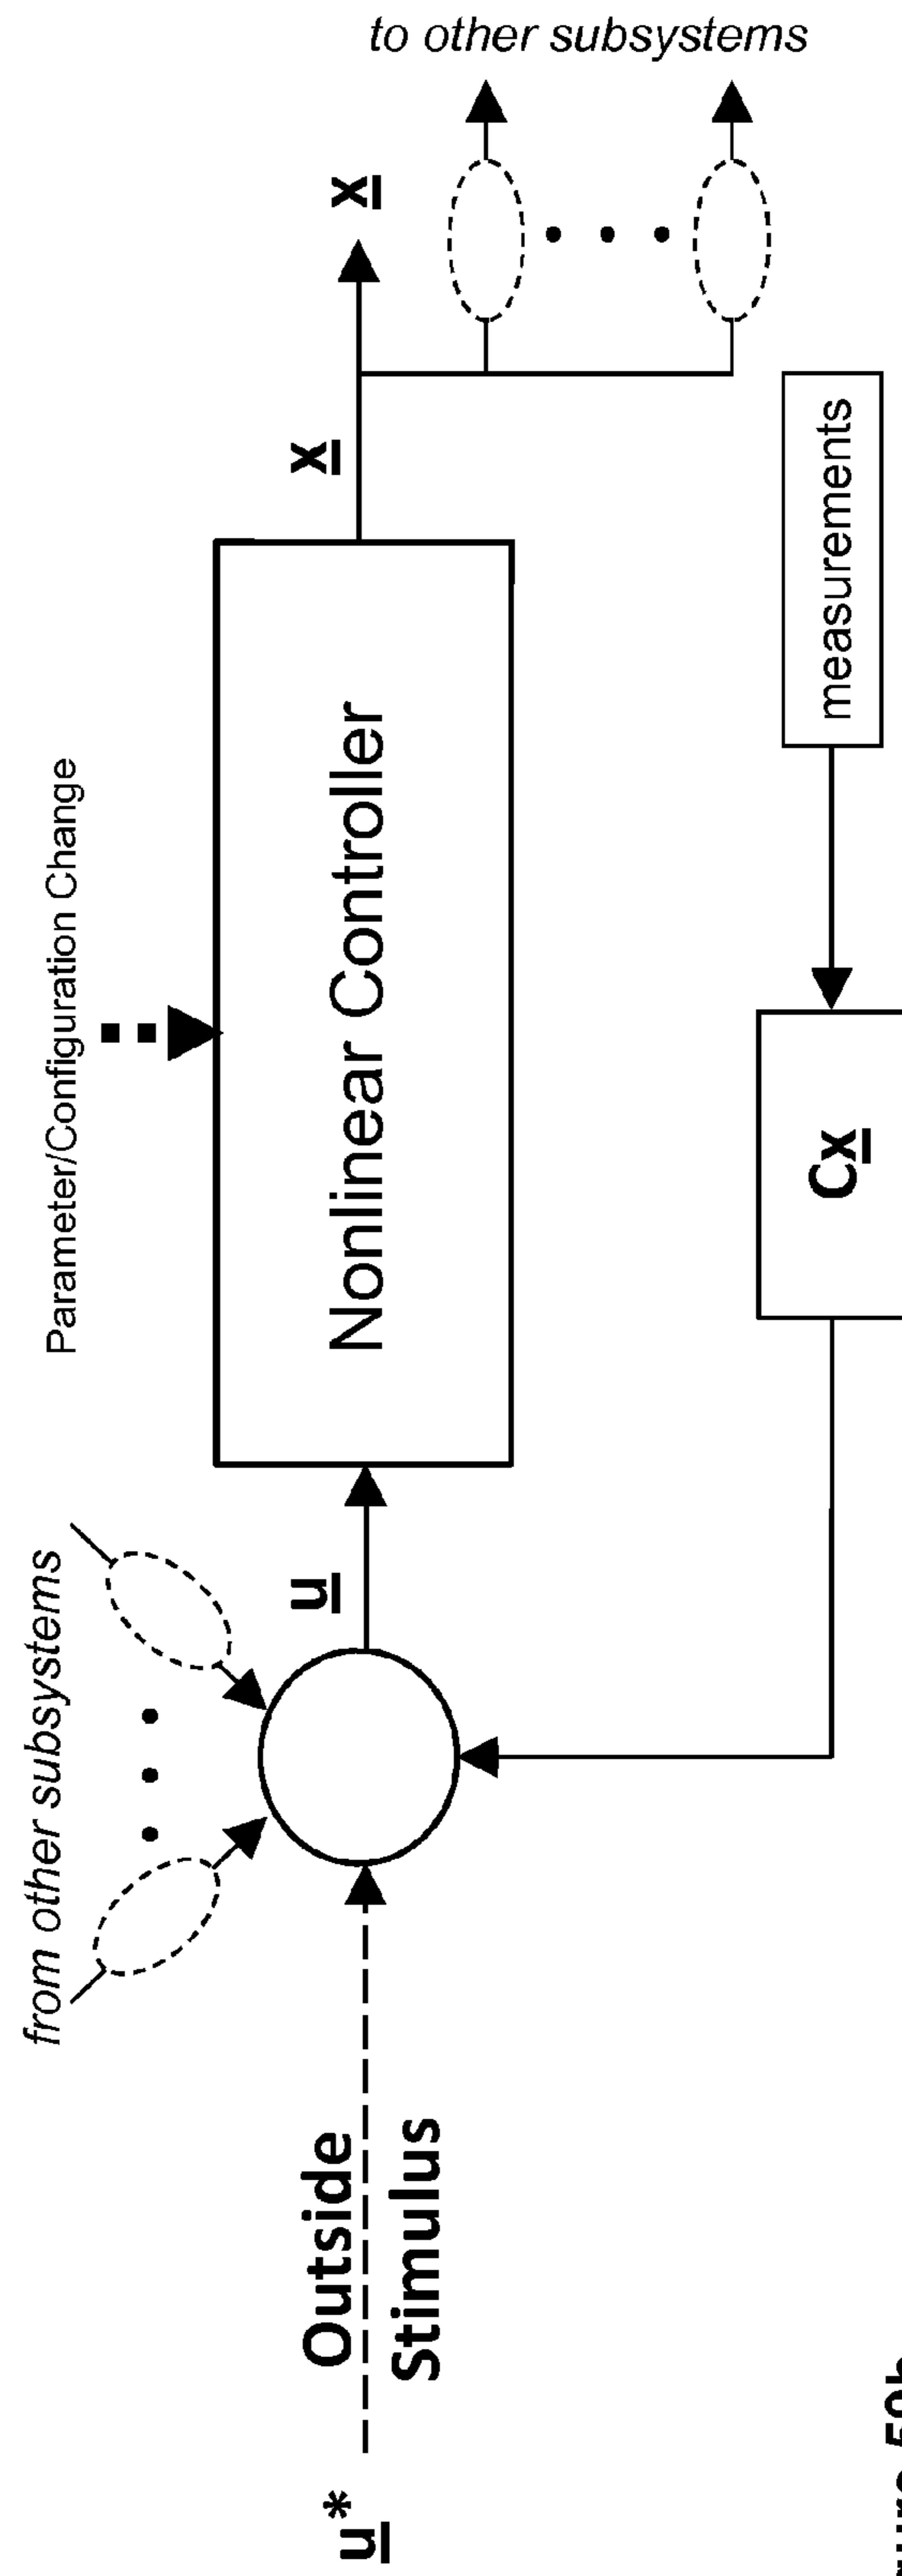 to other subsystems
Parameter/Configuration Change
from other subsystems
x
x
Nonlinear Controller
u
u*
Outside
Stimulus
measurements
Cx